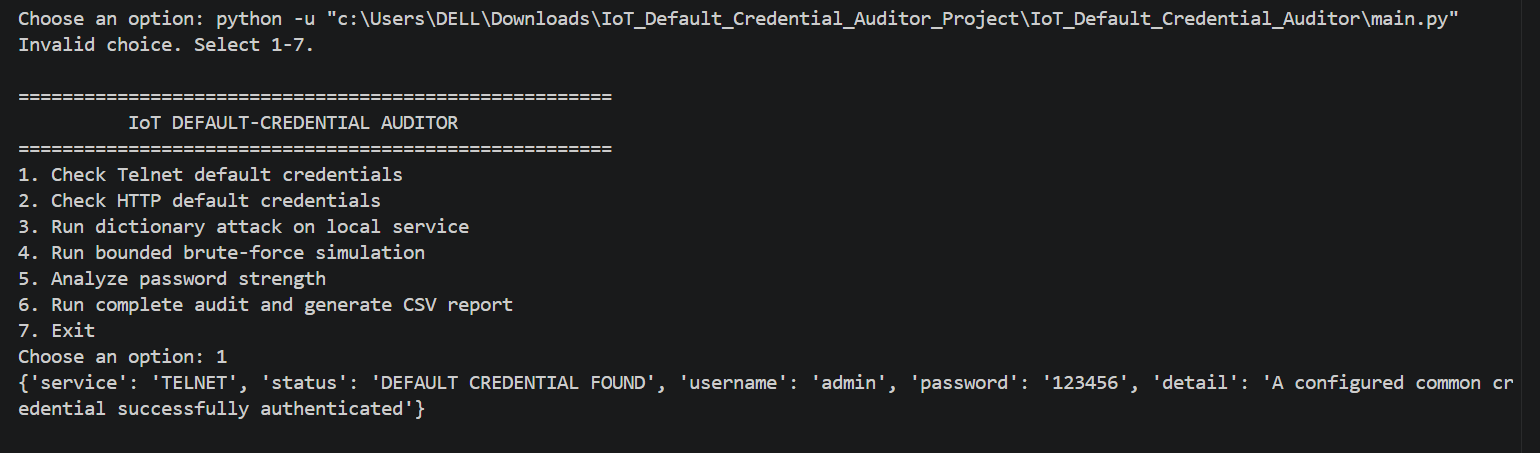 Choose an option: python -u "c:\Users\DELL\Downloads\IoT_Default_Credential_Auditor_Project\IoT_Default_Credential_Auditor\main.py"
Invalid choice. Select 1-7.
======================================================
IoT DEFAULT-CREDENTIAL AUDITOR
======================================================
1. Check Telnet default credentials
2. Check HTTP default credentials
3. Run dictionary attack on local service
4. Run bounded brute-force simulation
5. Analyze password strength
6. Run complete audit and generate CSV report
7. Exit
Choose an option: 1
{'service': 'TELNET', 'status': 'DEFAULT CREDENTIAL FOUND', 'username': 'admin', 'password': '123456', 'detail': 'A configured common cr
edential successfully authenticated'}